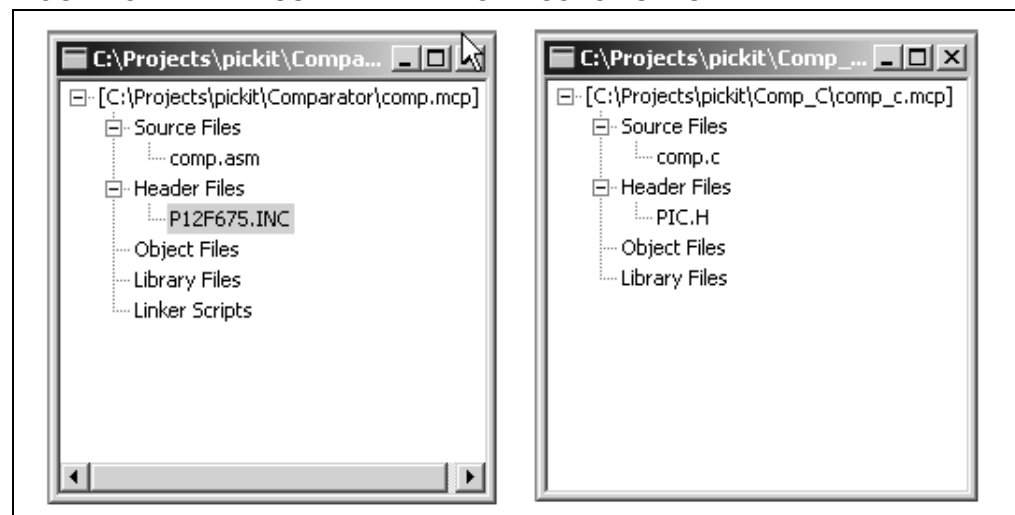 C:\Projects\pickit\Compa...
[C:\Projects\pickit\Comparator\comp.mcp]
Source Files
comp.asm
Header Files
P12F675.INC
Object Files
Library Files
Linker Scripts
C:\Projects\pickit\Comp_...
[C:\Projects\pickit\Comp_C\comp_c.mcp]
Source Files
comp.c
Header Files
PIC.H
Object Files
Library Files